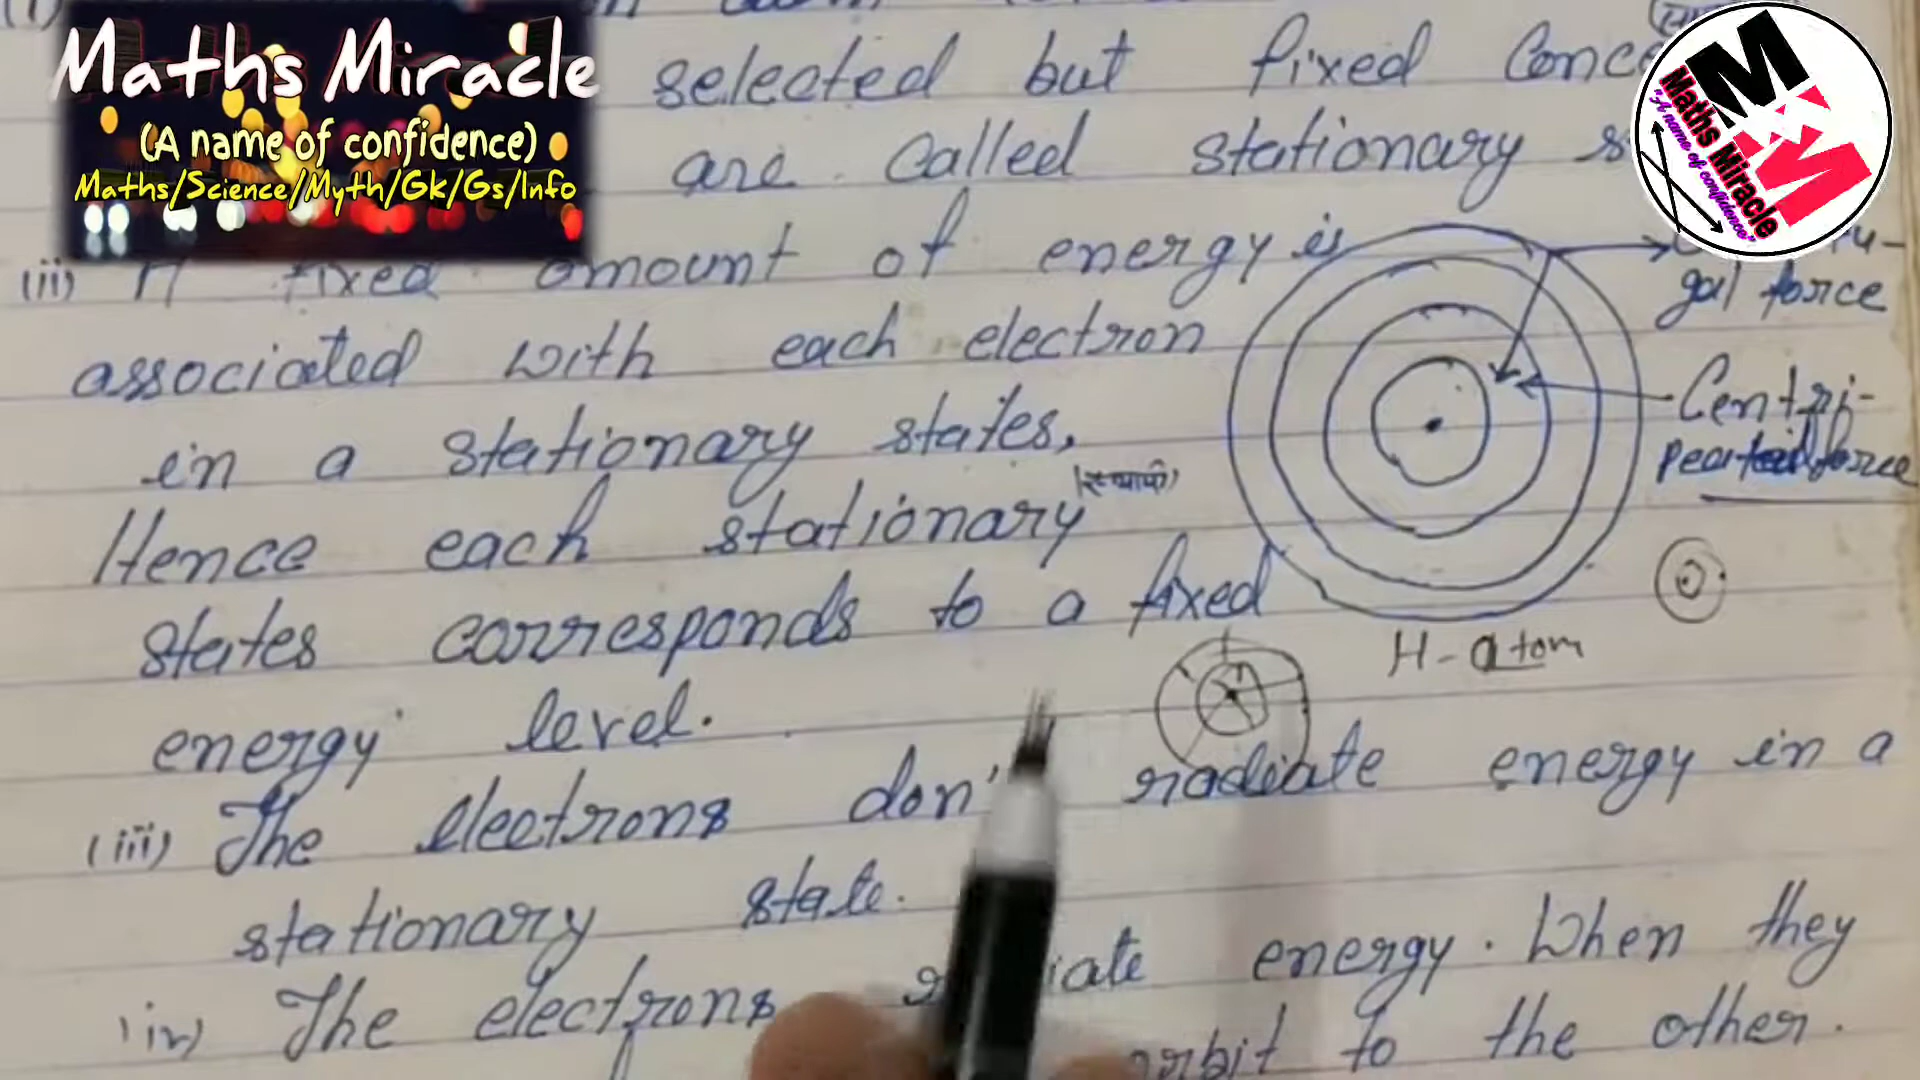 Maths Miracle
(A name of confidence)
Maths/Science/Myth/Gk/Gs/Info
MM
Maths Miracle
"A name of confidence"
(i)
selected but fixed Conce
are called stationary s
(ii) A fixed amount of energy is
associated with each electron
in a stationary states,
Hence each stationary (स्थायी)
states corresponds to a fixed
energy level.
(iii) The electrons don' radiate energy in a
stationary state.
(iv) The electrons iate energy. When they
orbit to the other.
gal force
Centri-
force
H-atom